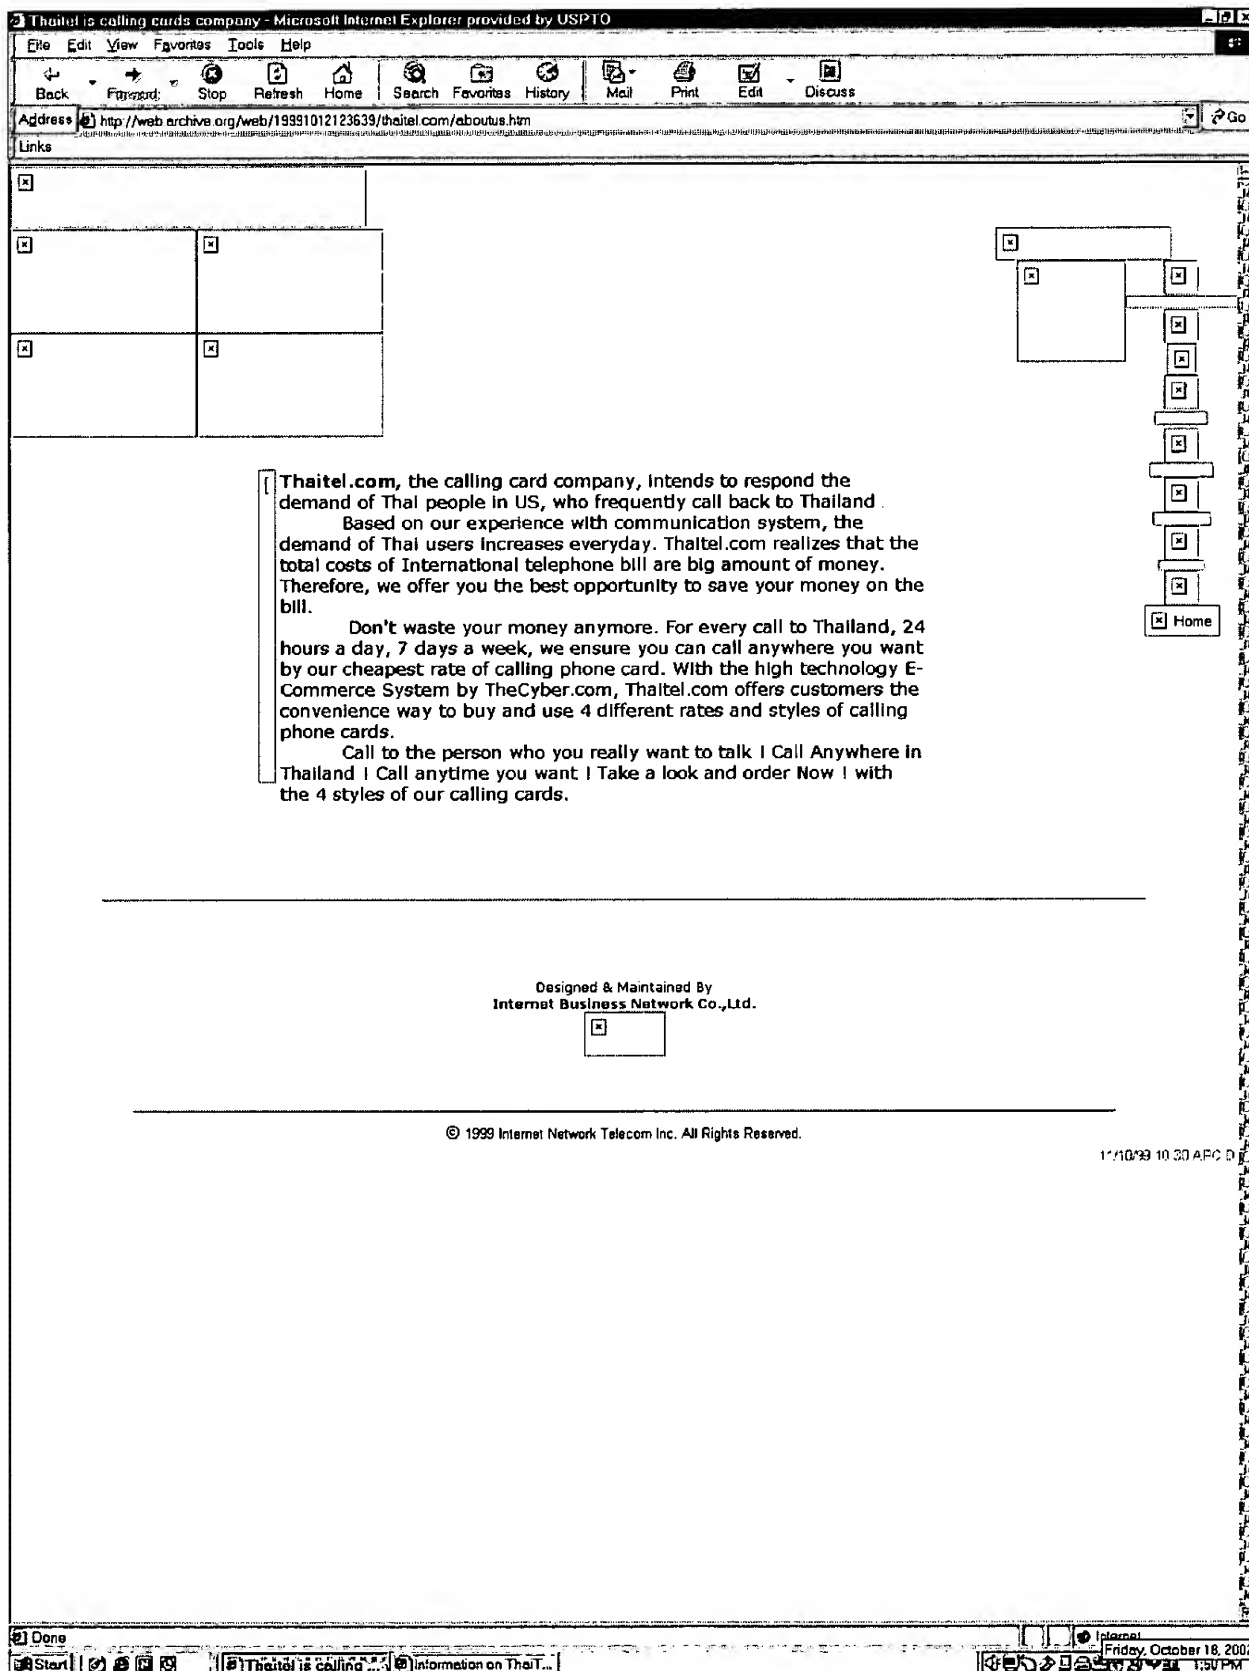 Thaitel is calling cards company - Microsoft Internet Explorer provided by USPTO
File Edit View Favorites Tools Help
Back Forward Stop Refresh Home Search Favorites History Mail Print Edit Discuss
Address http://web.archive.org/web/19991012123639/thaitel.com/aboutus.htm Go
Links
Thaitel.com, the calling card company, intends to respond the
demand of Thai people in US, who frequently call back to Thailand .
Based on our experience with communication system, the
demand of Thai users increases everyday. Thaitel.com realizes that the
total costs of International telephone bill are big amount of money.
Therefore, we offer you the best opportunity to save your money on the
bill.
Don't waste your money anymore. For every call to Thailand, 24
hours a day, 7 days a week, we ensure you can call anywhere you want
by our cheapest rate of calling phone card. With the high technology E-
Commerce System by TheCyber.com, Thaitel.com offers customers the
convenience way to buy and use 4 different rates and styles of calling
phone cards.
Call to the person who you really want to talk ! Call Anywhere in
Thailand ! Call anytime you want ! Take a look and order Now ! with
the 4 styles of our calling cards.
Home
Designed & Maintained By
Internet Business Network Co.,Ltd.
© 1999 Internet Network Telecom Inc. All Rights Reserved.
Done Internet
Friday, October 18, 2002
Start Thaitel is calling ... Information on ThaiT... 1:50 PM